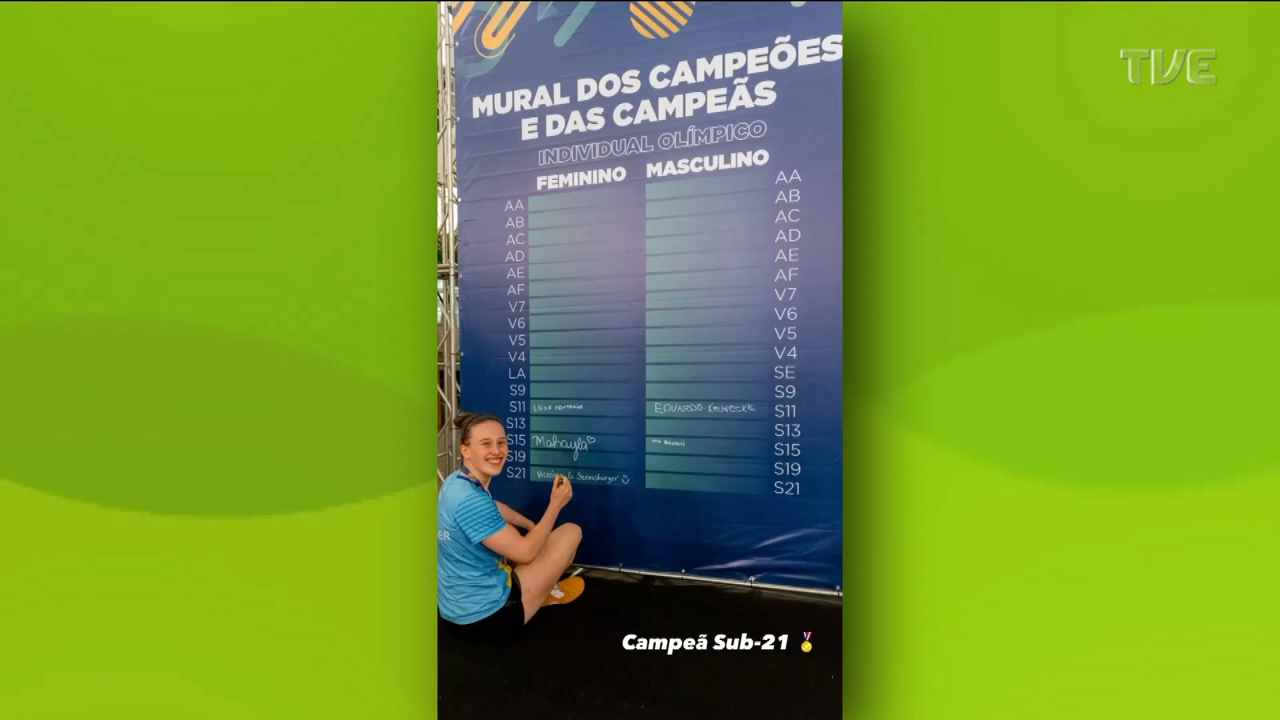 TVE
MURAL DOS CAMPEÕES
E DAS CAMPEÃS
INDIVIDUAL OLÍMPICO
FEMININO MASCULINO
AA AA
AB AB
AC AC
AD AD
AE AE
AF AF
V7 V7
V6 V6
V5 V5
V4 V4
LA SE
S9 S9
S11 EDUARDO S11
S13 S13
S15 Mahayla S15
S19 S19
S21 G. Strassburger S21
ER
Campeã Sub-21